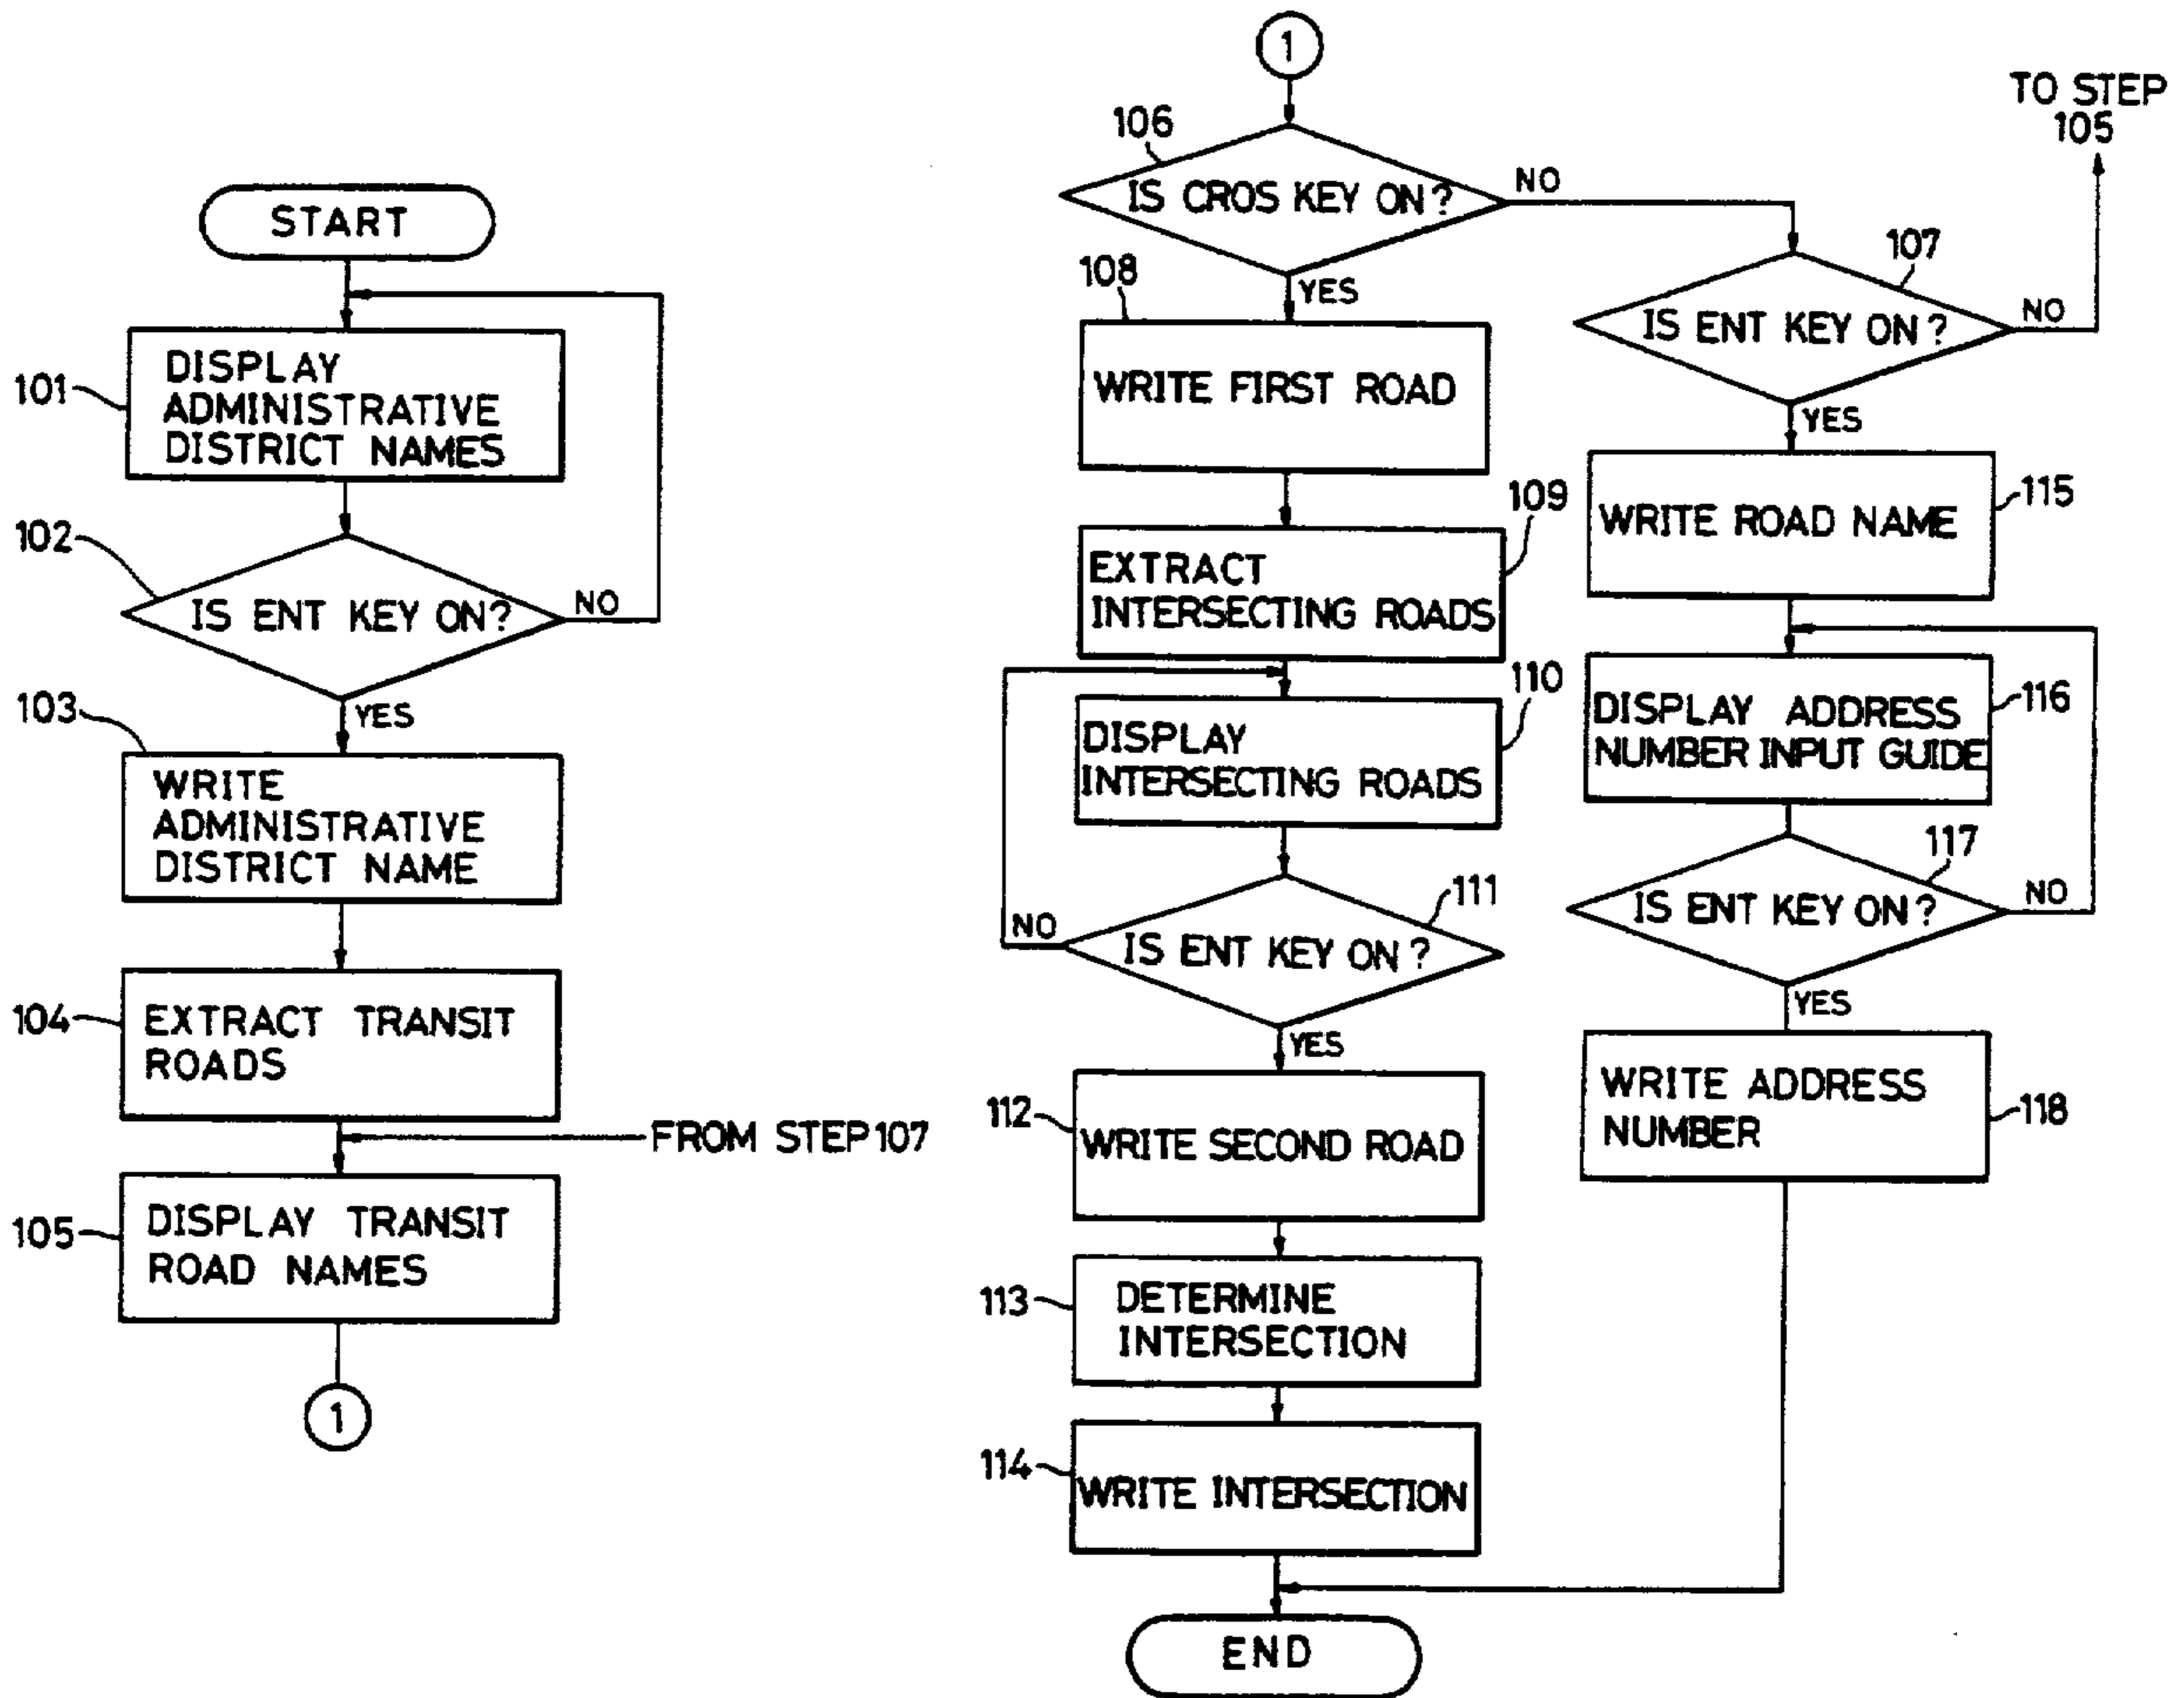 START
101
DISPLAY
ADMINISTRATIVE
DISTRICT NAMES
102
IS ENT KEY ON?
NO
YES
103
WRITE
ADMINISTRATIVE
DISTRICT NAME
104
EXTRACT TRANSIT
ROADS
FROM STEP 107
105
DISPLAY TRANSIT
ROAD NAMES
1
1
106
IS CROS KEY ON?
NO
YES
TO STEP
105
107
IS ENT KEY ON?
NO
YES
108
WRITE FIRST ROAD
109
EXTRACT
INTERSECTING ROADS
110
DISPLAY
INTERSECTING ROADS
111
IS ENT KEY ON?
NO
YES
112
WRITE SECOND ROAD
113
DETERMINE
INTERSECTION
114
WRITE INTERSECTION
115
WRITE ROAD NAME
116
DISPLAY ADDRESS
NUMBER INPUT GUIDE
117
IS ENT KEY ON?
NO
YES
118
WRITE ADDRESS
NUMBER
END